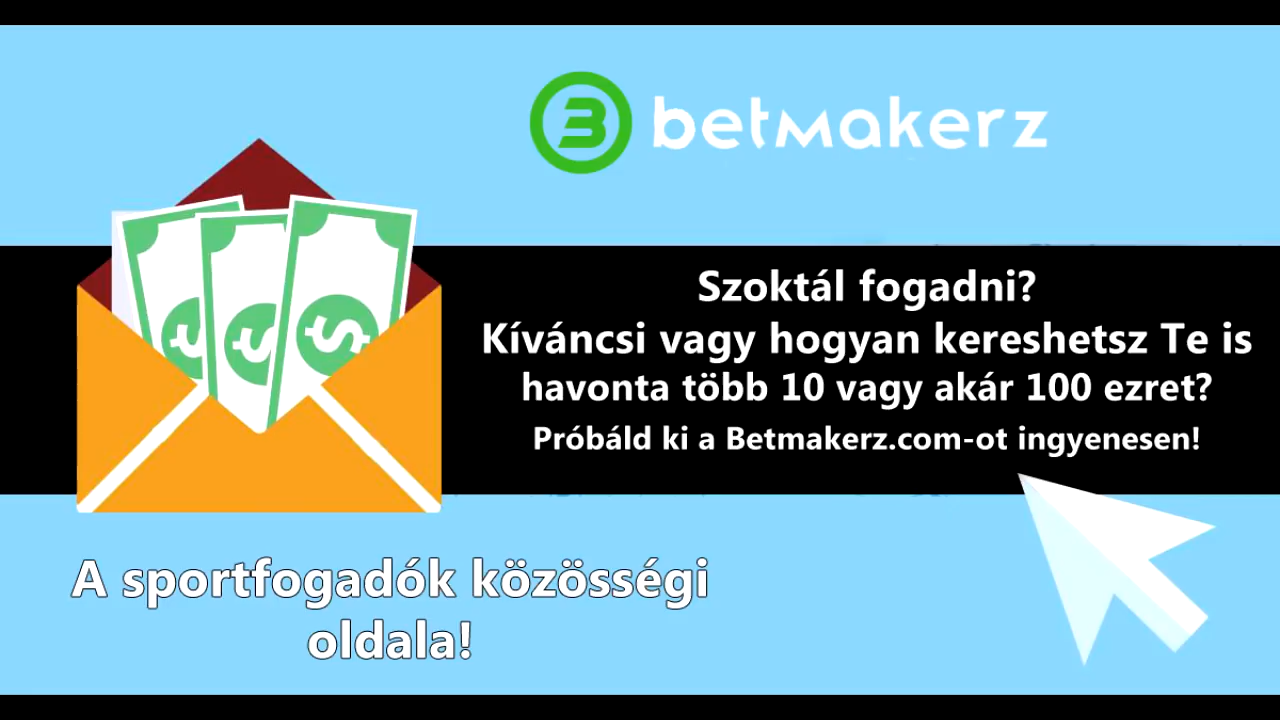 betmakerz
Szoktál fogadni?
Kíváncsi vagy hogyan kereshetsz Te is
havonta több 10 vagy akár 100 ezret?
Próbáld ki a Betmakerz.com-ot ingyenesen!
A sportfogadók közösségi
oldala!